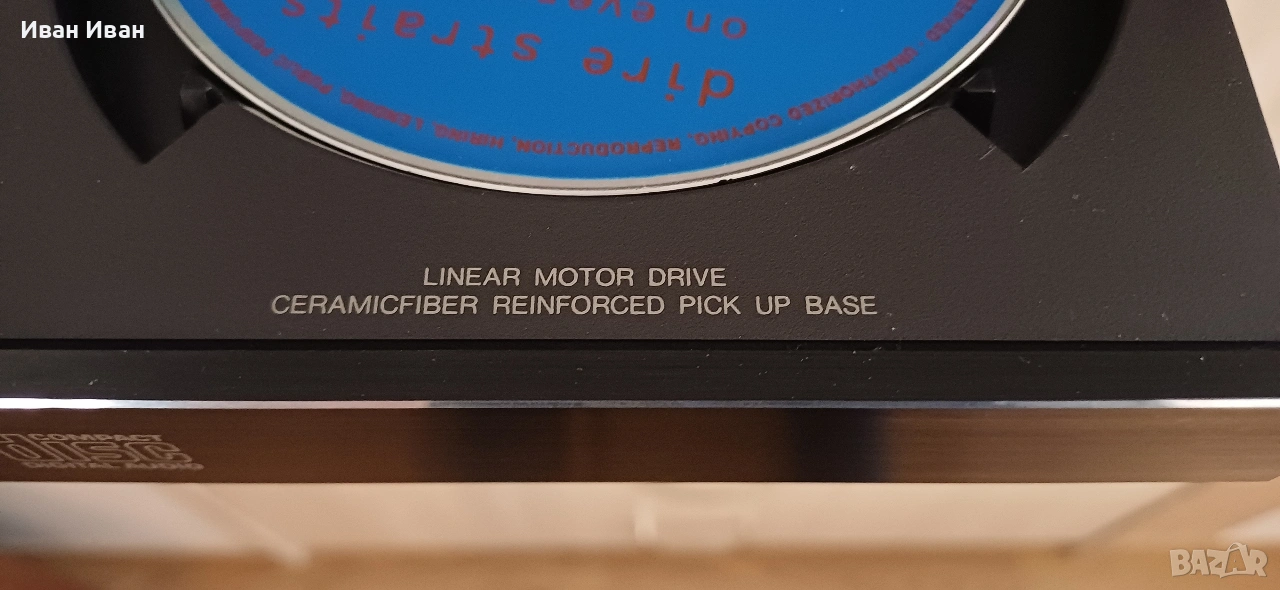 Иван Иван
on
dire straits
SERVED. UNAUTHORIZED COPYING, REPRODUCTION, HIRING, LENDING, PUBLIC
LINEAR MOTOR DRIVE
CERAMICFIBER REINFORCED PICK UP BASE
COMPACT
disc
DIGITAL AUDIO
BAZAR